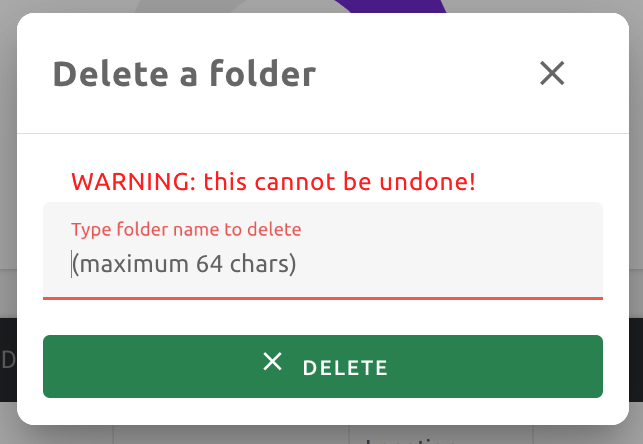 Delete a folder
WARNING: this cannot be undone!
Type folder name to delete
(maximum 64 chars)
DELETE
D